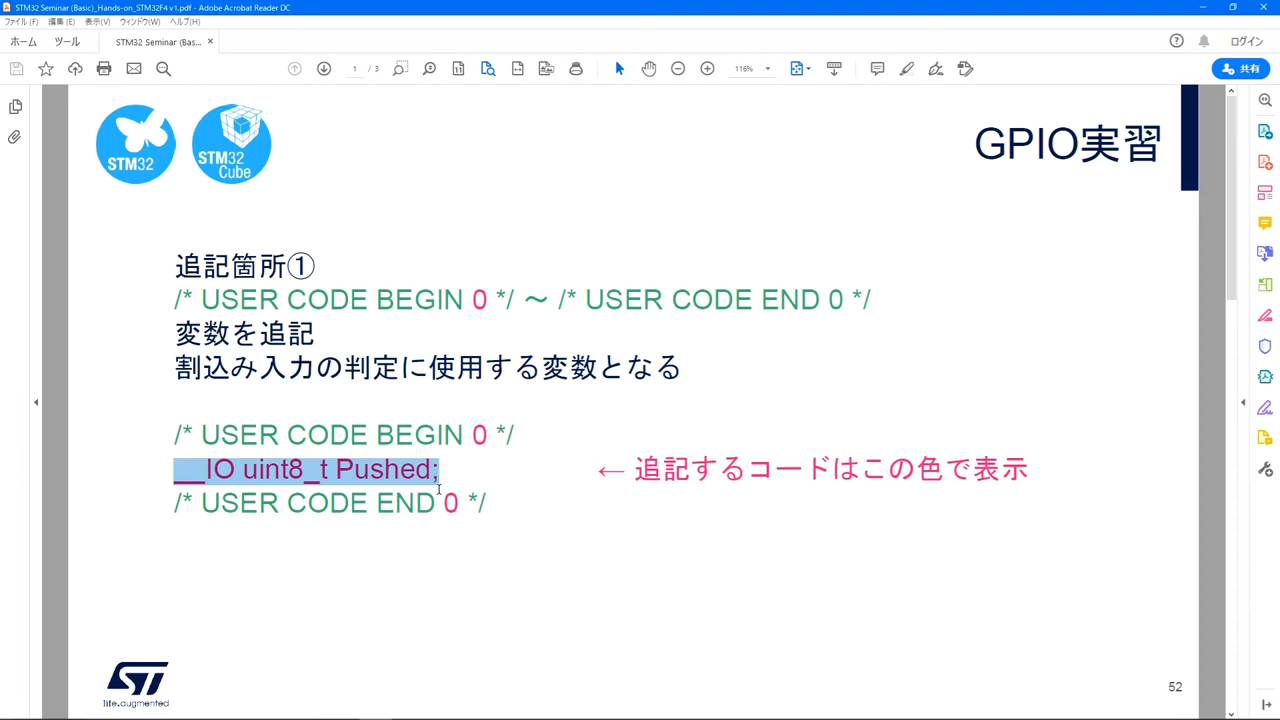 STM32 Seminar (Basic)_Hands-on_STM32F4 v1.pdf - Adobe Acrobat Reader DC
ファイル(F) 編集(E) 表示(V) ウィンドウ(W) ヘルプ(H)
ホーム ツール STM32 Seminar (Bas... × ログイン
1 / 3 116% 共有
STM32
STM32
Cube
GPIO実習
追記箇所①
/* USER CODE BEGIN 0 */ ～ /* USER CODE END 0 */
変数を追記
割込み入力の判定に使用する変数となる
/* USER CODE BEGIN 0 */
__IO uint8_t Pushed; ← 追記するコードはこの色で表示
/* USER CODE END 0 */
ST
life.augmented
52